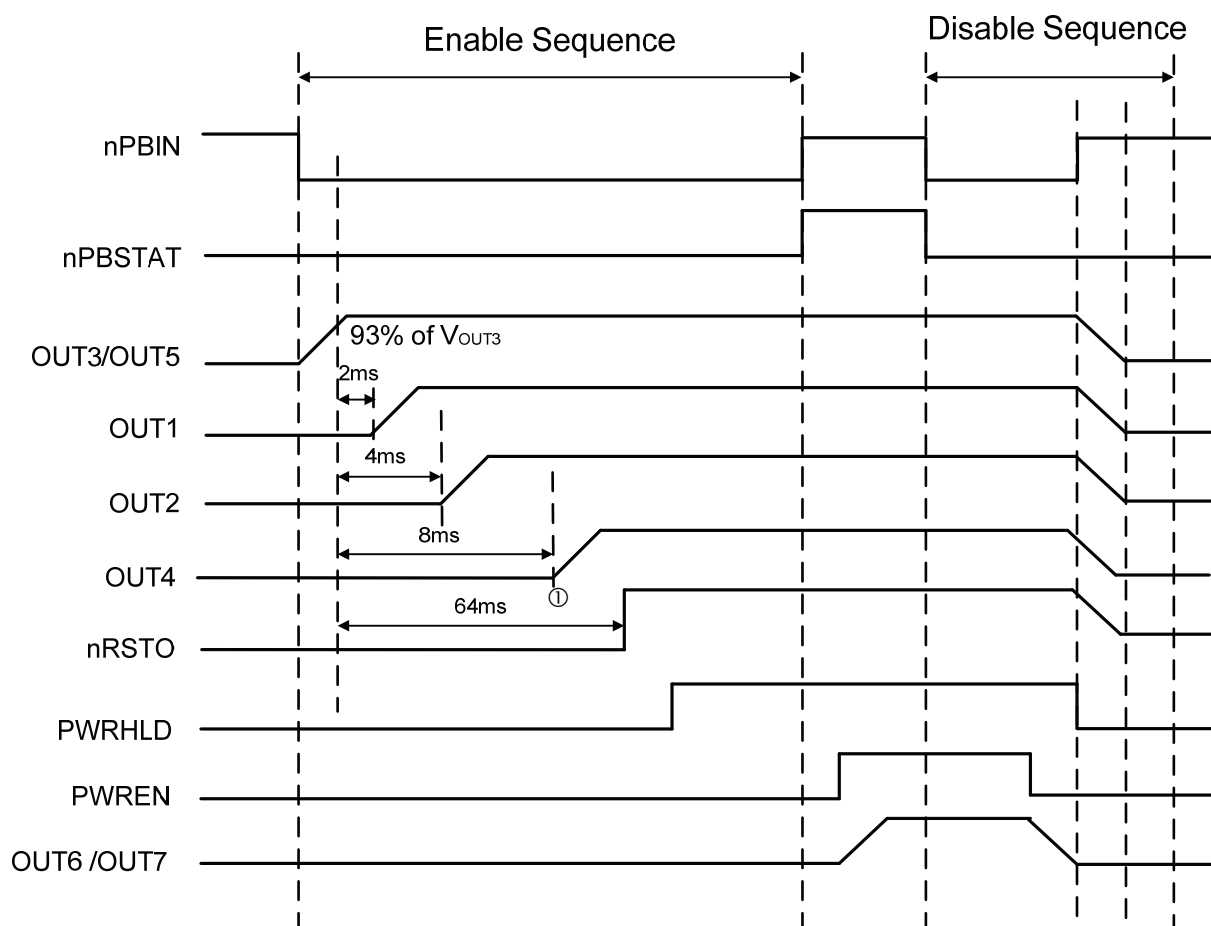 Enable Sequence
Disable Sequence
nPBIN
nPBSTAT
93% of VOUT3
OUT3/OUT5
2ms
OUT1
4ms
OUT2
8ms
OUT4
①
64ms
nRSTO
PWRHLD
PWREN
OUT6 /OUT7